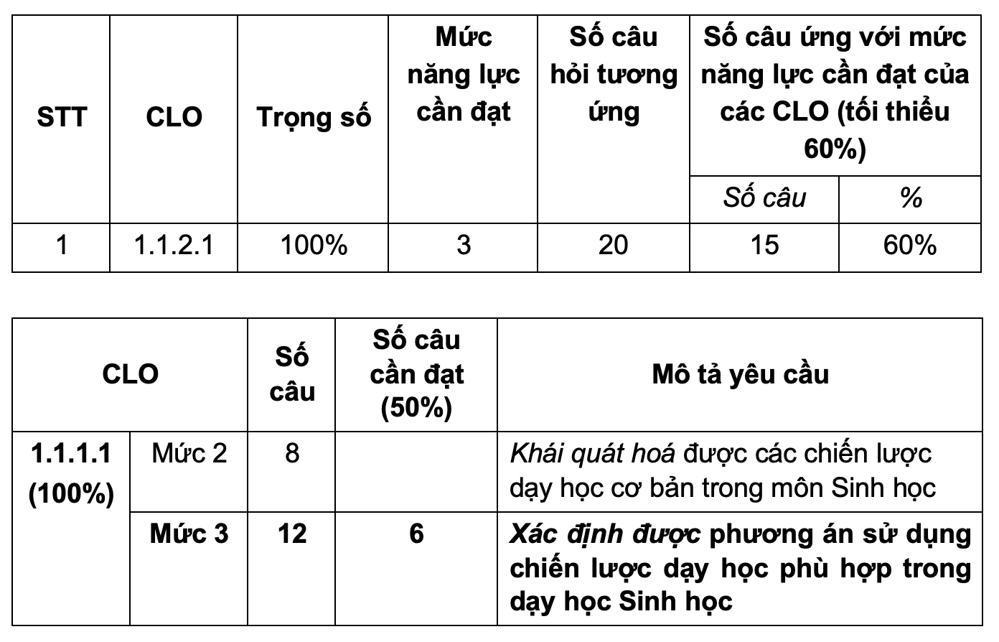 STT
CLO
Trọng số
Mức
năng lực
cần đạt
Số câu
hỏi tương
ứng
Số câu ứng với mức
năng lực cần đạt của
các CLO (tối thiểu
60%)
Số câu
%
1
1.1.2.1
100%
3
20
15
60%
CLO
Số
câu
Số câu
cần đạt
(50%)
Mô tả yêu cầu
1.1.1.1
(100%)
Mức 2
8
Khái quát hoá được các chiến lược
dạy học cơ bản trong môn Sinh học
Mức 3
12
6
Xác định được phương án sử dụng
chiến lược dạy học phù hợp trong
dạy học Sinh học